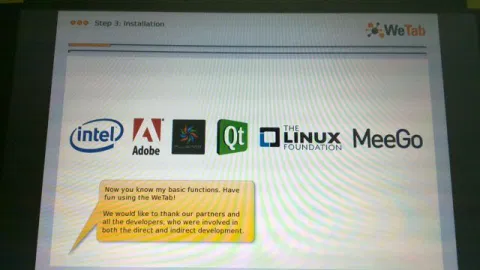 Step 3: Installation
WeTab
intel
Adobe
Qt
THE
LINUX
FOUNDATION
MeeGo
Now you know my basic functions. Have
fun using the WeTab!
We would like to thank our partners and
all the developers, who were involved in
both the direct and indirect development.